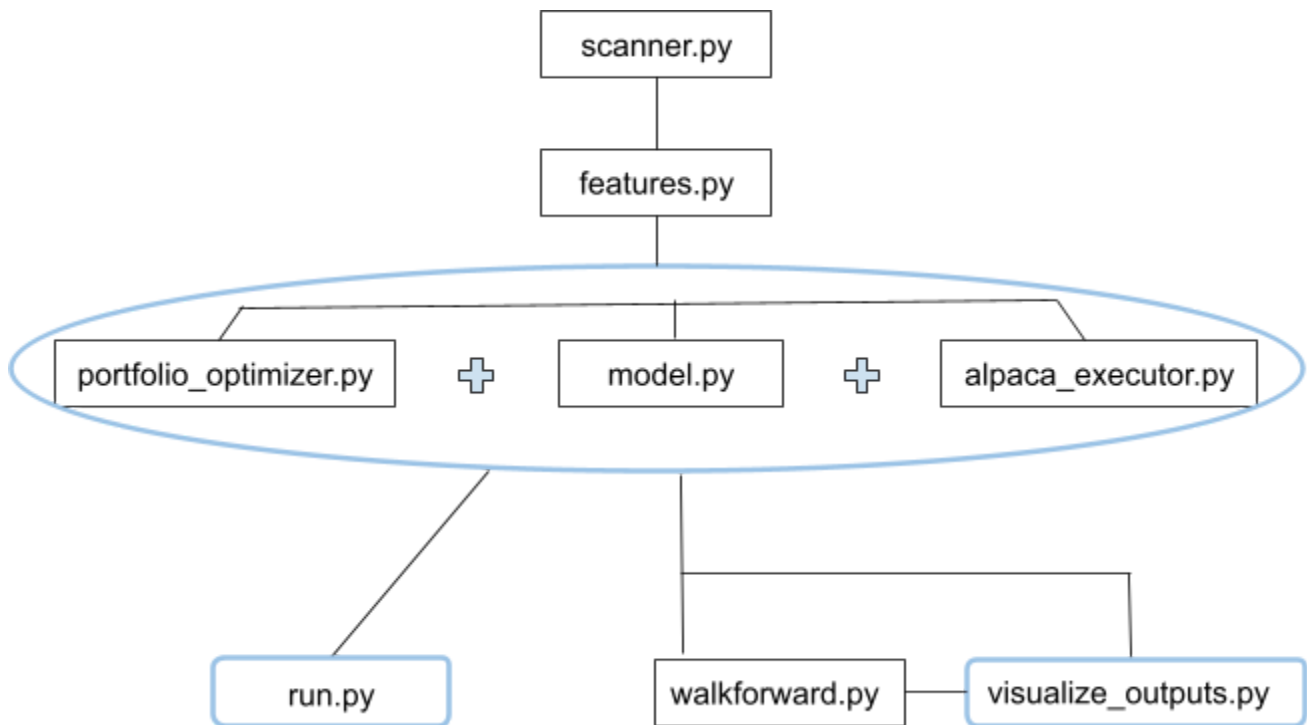 scanner.py
features.py
portfolio_optimizer.py
model.py
alpaca_executor.py
run.py
walkforward.py
visualize_outputs.py